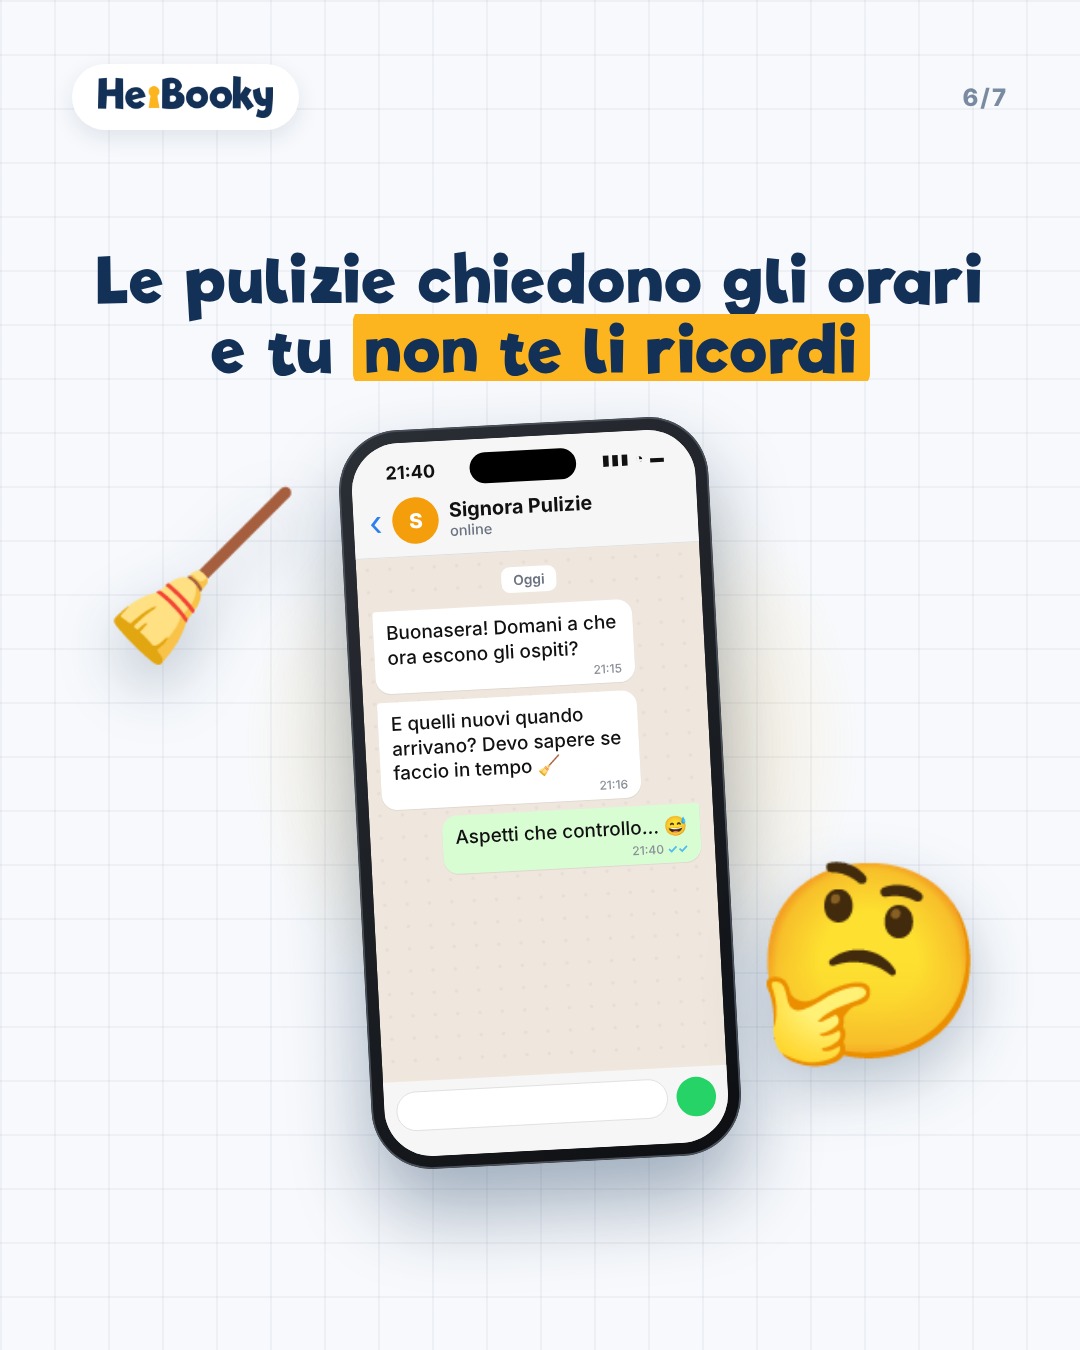 HeiBooky
6/7
Le pulizie chiedono gli orari
e tu non te li ricordi
21:40
S
Signora Pulizie
online
Oggi
Buonasera! Domani a che
ora escono gli ospiti?
21:15
E quelli nuovi quando
arrivano? Devo sapere se
faccio in tempo 🧹
21:16
Aspetti che controllo... 😅
21:40